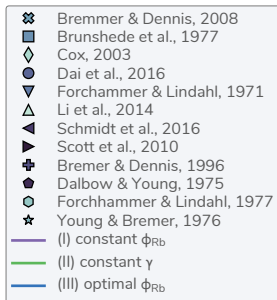 Bremmer & Dennis, 2008
Brunshede et al., 1977
Cox, 2003
Dai et al., 2016
Forchammer & Lindahl, 1971
Li et al., 2014
Schmidt et al., 2016
Scott et al., 2010
Bremer & Dennis, 1996
Dalbow & Young, 1975
Forhhammer & Lindahl, 1977
Young & Bremer, 1976
(I) constant ϕRb
(II) constant γ
(III) optimal ϕRb